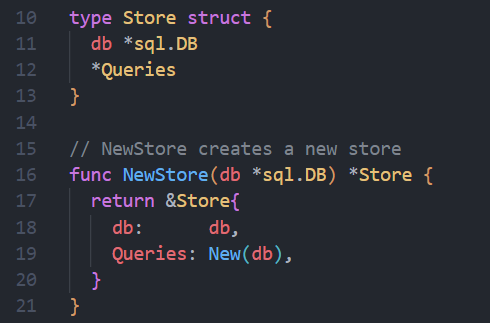 10 type Store struct {
11   db *sql.DB
12   *Queries
13 }
14
15 // NewStore creates a new store
16 func NewStore(db *sql.DB) *Store {
17   return &Store{
18     db:      db,
19     Queries: New(db),
20   }
21 }